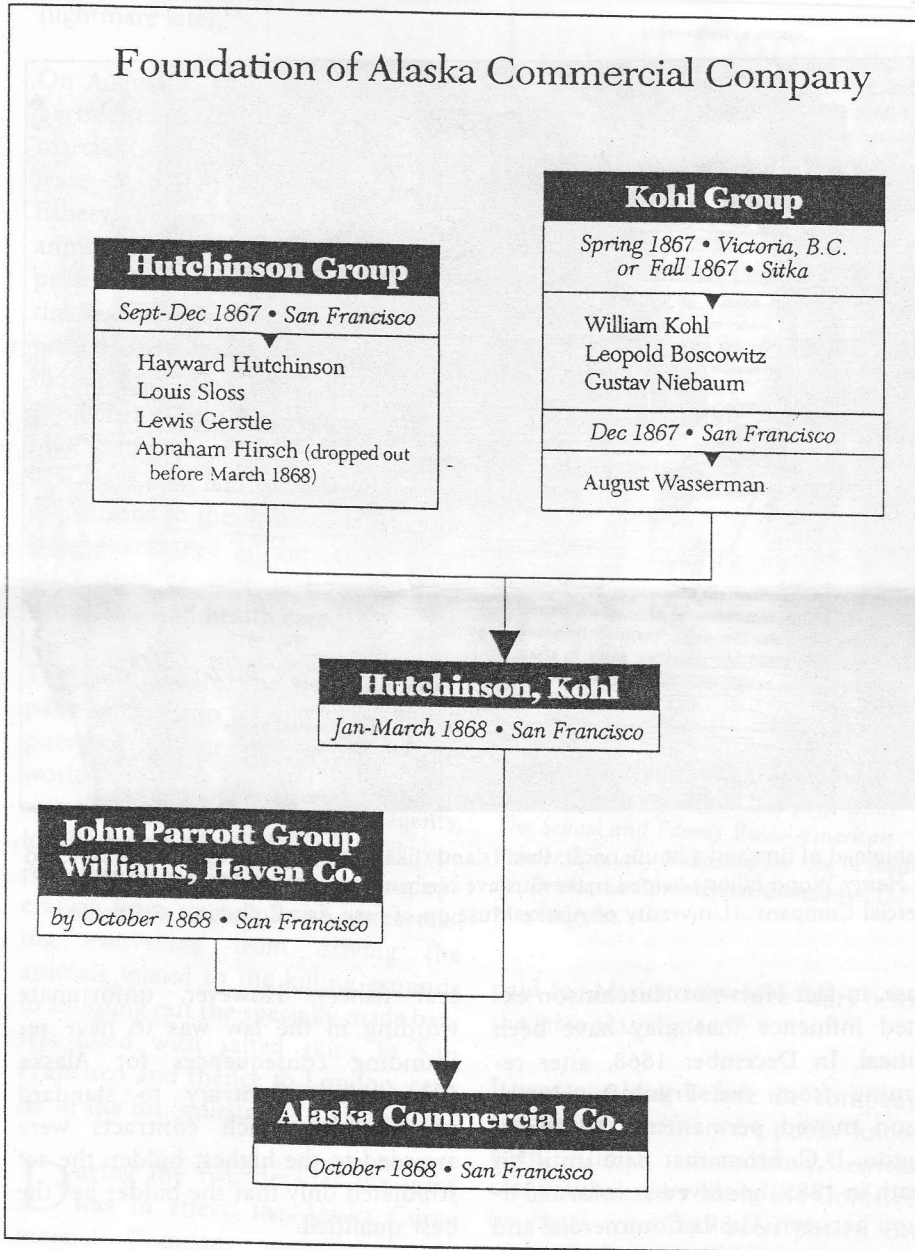 Foundation of Alaska Commercial Company
Kohl Group
Spring 1867 • Victoria, B.C.
or Fall 1867 • Sitka
William Kohl
Leopold Boscowitz
Gustav Niebaum
Dec 1867 • San Francisco
August Wasserman
Hutchinson Group
Sept-Dec 1867 • San Francisco
Hayward Hutchinson
Louis Sloss
Lewis Gerstle
Abraham Hirsch (dropped out
before March 1868)
Hutchinson, Kohl
Jan-March 1868 • San Francisco
John Parrott Group
Williams, Haven Co.
by October 1868 • San Francisco
Alaska Commercial Co.
October 1868 • San Francisco